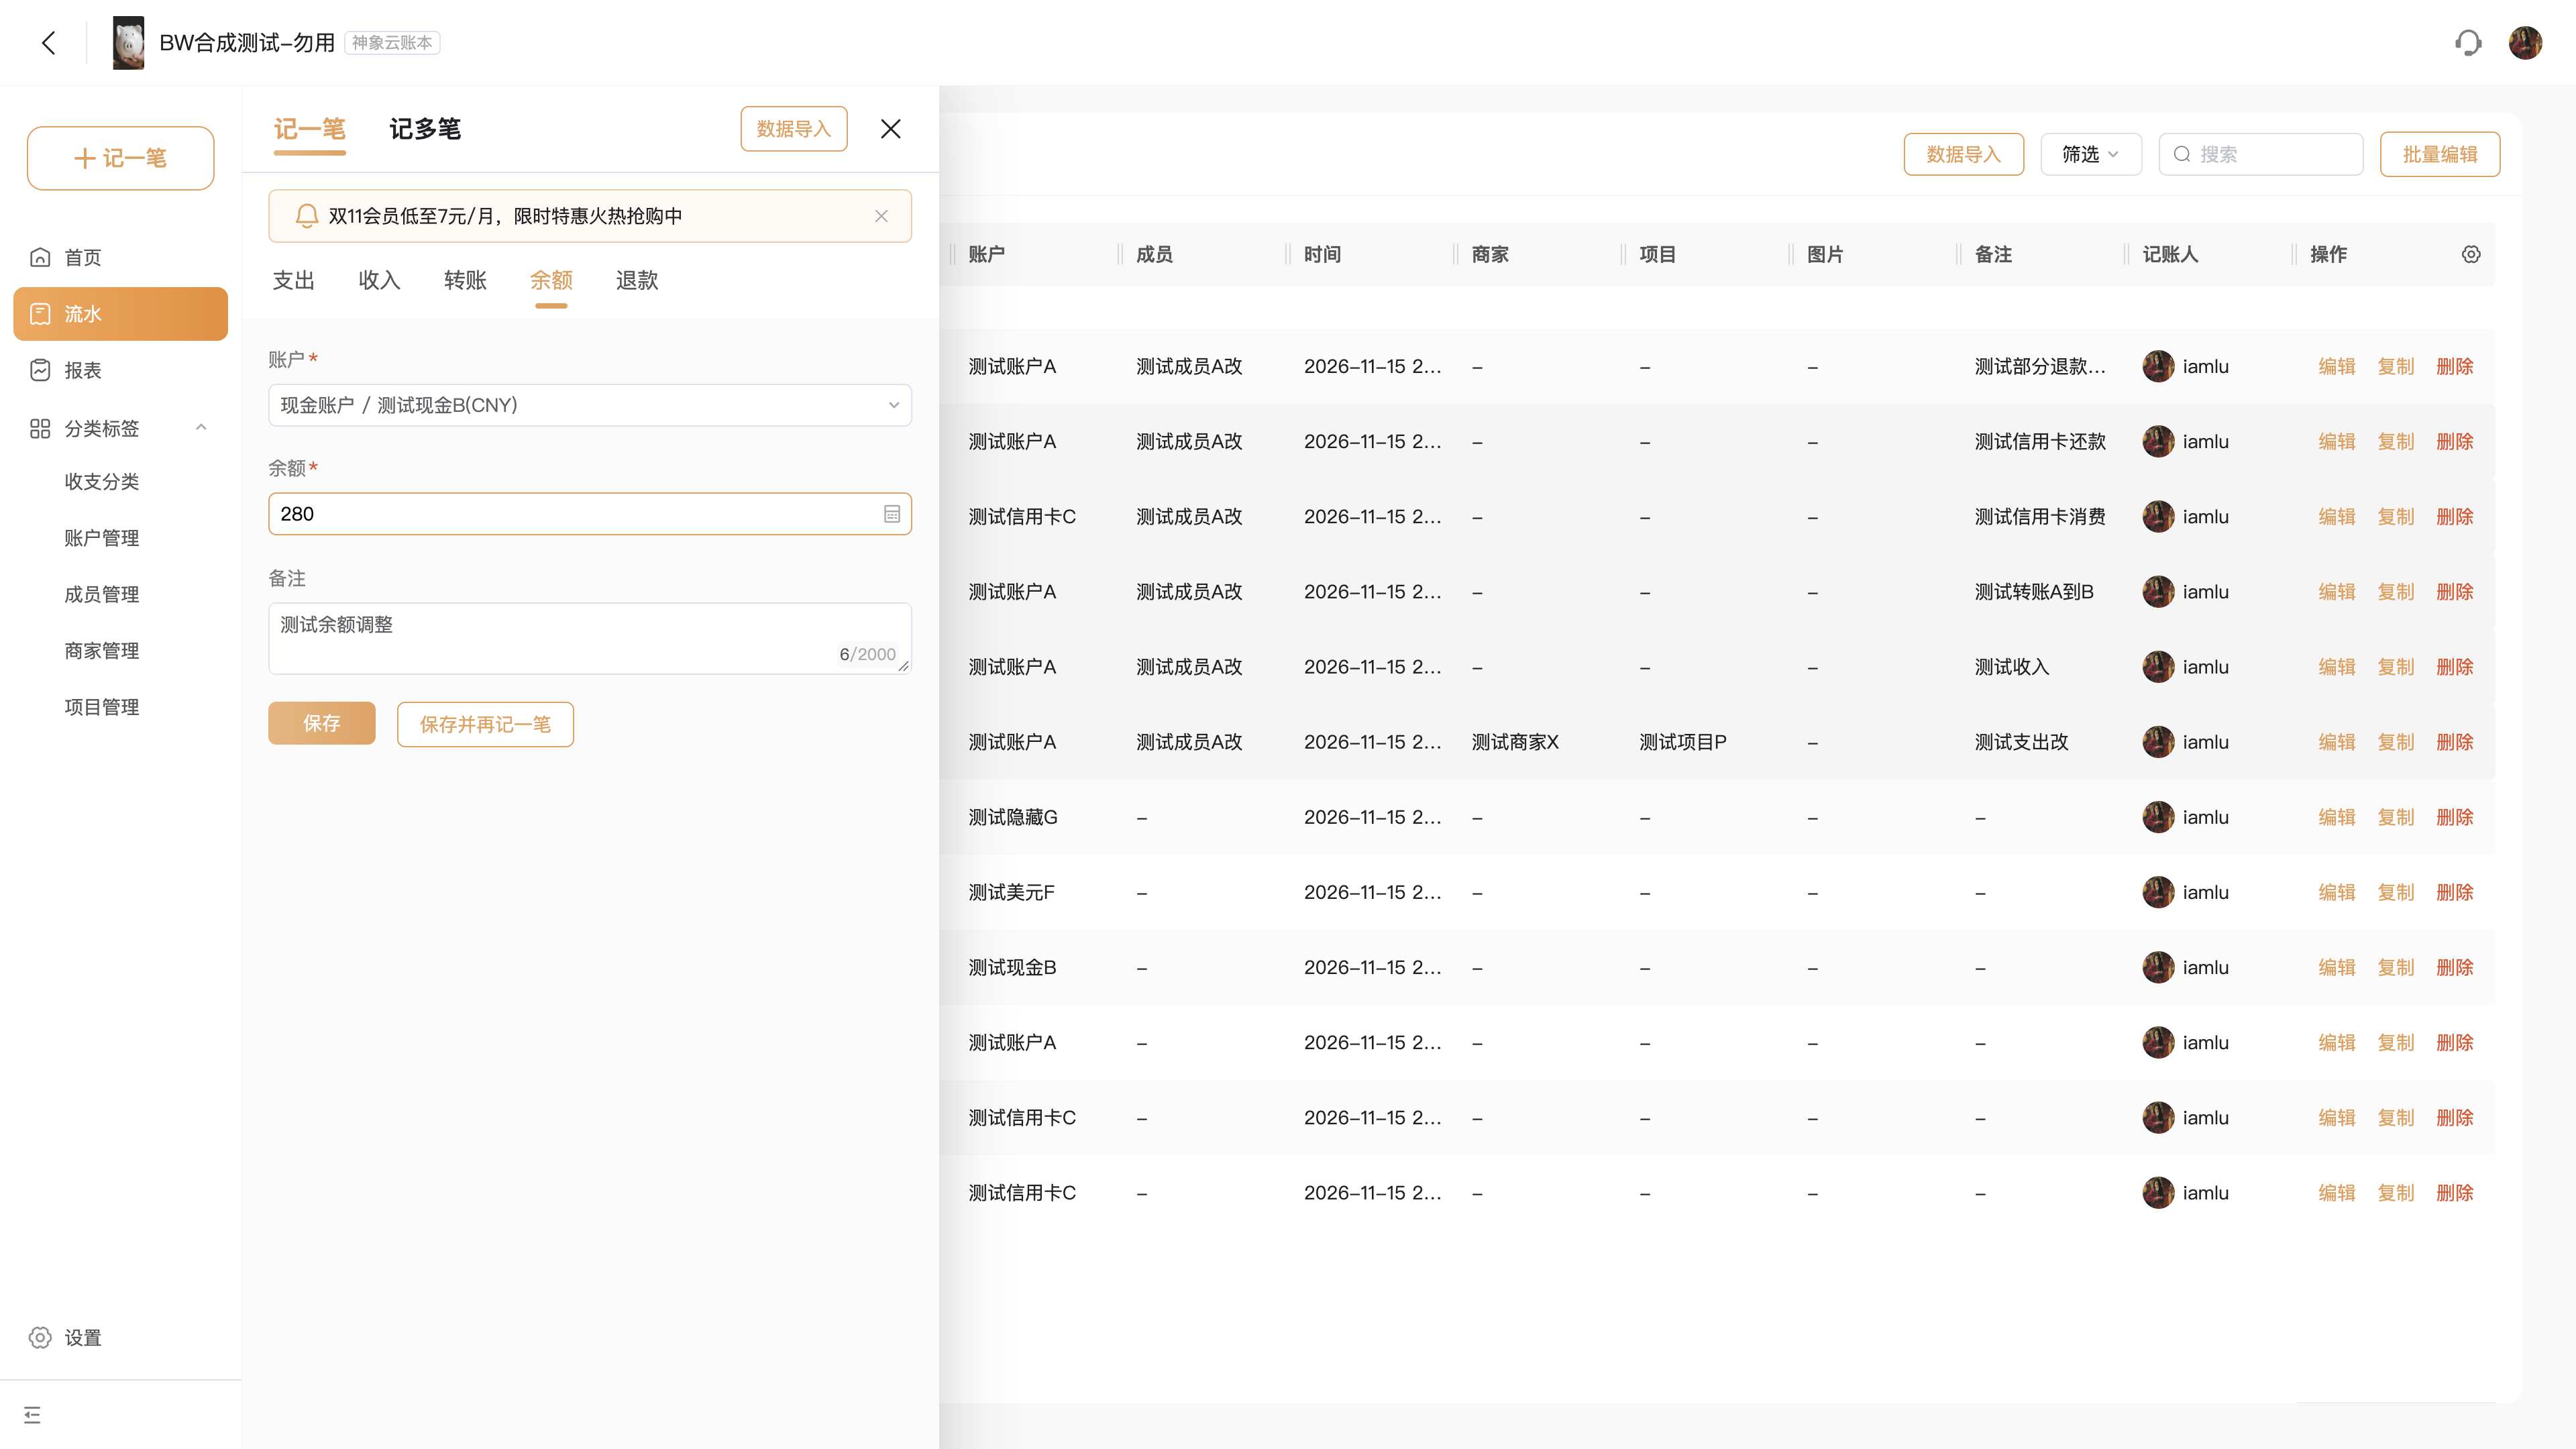 BW合成测试-勿用 神象云账本
+ 记一笔
首页
流水
报表
分类标签
收支分类
账户管理
成员管理
商家管理
项目管理
设置
记一笔 记多笔 数据导入
双11会员低至7元/月，限时特惠火热抢购中
支出 收入 转账 余额 退款
账户*
现金账户 / 测试现金B(CNY)
余额*
280
备注
测试余额调整
6/2000
保存 保存并再记一笔
数据导入 筛选 搜索 批量编辑
账户 成员 时间 商家 项目 图片 备注 记账人 操作
测试账户A 测试成员A改 2026-11-15 2... - - - 测试部分退款... iamlu 编辑 复制 删除
测试账户A 测试成员A改 2026-11-15 2... - - - 测试信用卡还款 iamlu 编辑 复制 删除
测试信用卡C 测试成员A改 2026-11-15 2... - - - 测试信用卡消费 iamlu 编辑 复制 删除
测试账户A 测试成员A改 2026-11-15 2... - - - 测试转账A到B iamlu 编辑 复制 删除
测试账户A 测试成员A改 2026-11-15 2... - - - 测试收入 iamlu 编辑 复制 删除
测试账户A 测试成员A改 2026-11-15 2... 测试商家X 测试项目P - 测试支出改 iamlu 编辑 复制 删除
测试隐藏G - 2026-11-15 2... - - - - iamlu 编辑 复制 删除
测试美元F - 2026-11-15 2... - - - - iamlu 编辑 复制 删除
测试现金B - 2026-11-15 2... - - - - iamlu 编辑 复制 删除
测试账户A - 2026-11-15 2... - - - - iamlu 编辑 复制 删除
测试信用卡C - 2026-11-15 2... - - - - iamlu 编辑 复制 删除
测试信用卡C - 2026-11-15 2... - - - - iamlu 编辑 复制 删除